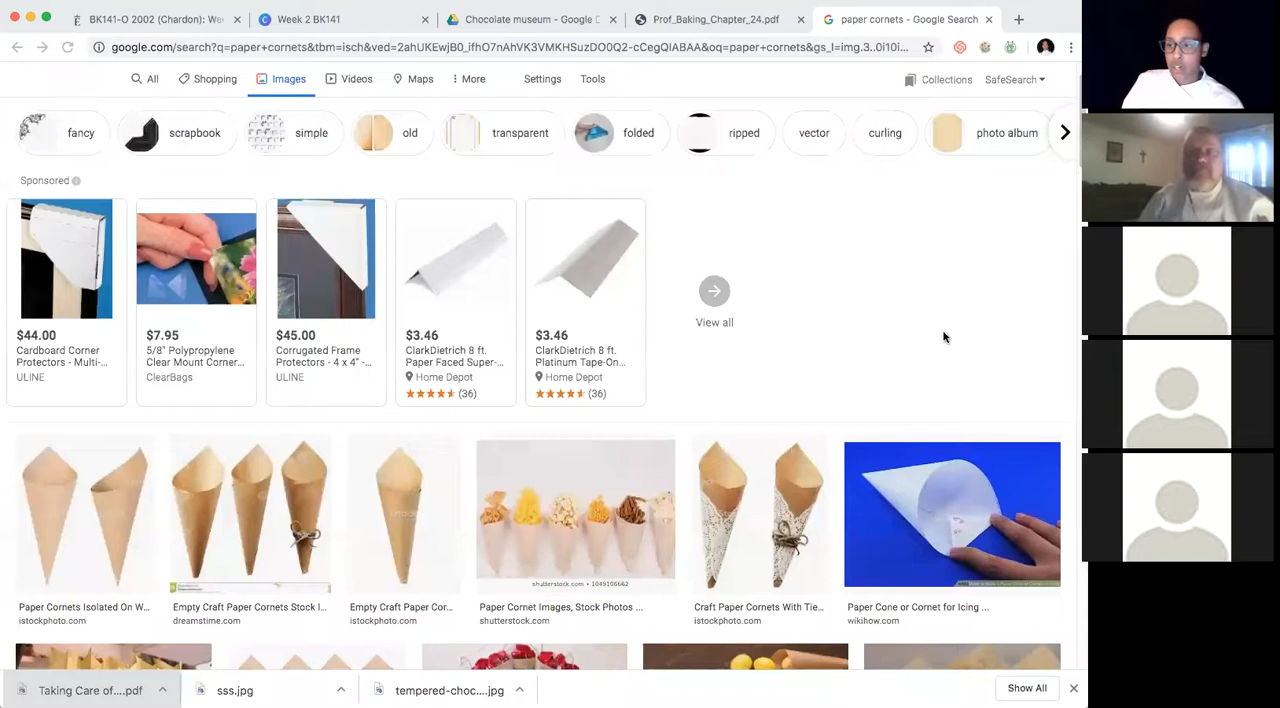 BK141-O 2002 (Chardon): We
Week 2 BK141
Chocolate museum - Google D
Prof_Baking_Chapter_24.pdf
paper cornets - Google Search
google.com/search?q=paper+cornets&tbm=isch&ved=2ahUKEwjB0_ifhO7nAhVK3VMKHSuzDO0Q2-cCegQIABAA&oq=paper+cornets&gs_l=img.3..0i10i...
All
Shopping
Images
Videos
Maps
More
Settings
Tools
Collections
SafeSearch
fancy
scrapbook
simple
old
transparent
folded
ripped
vector
curling
photo album
Sponsored
$44.00
Cardboard Corner
Protectors - Multi-...
ULINE
$7.95
5/8" Polypropylene
Clear Mount Corner...
ClearBags
$45.00
Corrugated Frame
Protectors - 4 x 4" -...
ULINE
$3.46
ClarkDietrich 8 ft.
Paper Faced Super-...
Home Depot
(36)
$3.46
ClarkDietrich 8 ft.
Platinum Tape-On...
Home Depot
(36)
View all
shutterstock.com • 1049106662
Paper Cornets Isolated On W...
istockphoto.com
Empty Craft Paper Cornets Stock I...
dreamstime.com
Empty Craft Paper Cor...
istockphoto.com
Paper Cornet Images, Stock Photos ...
shutterstock.com
Craft Paper Cornets With Tie...
istockphoto.com
Paper Cone or Cornet for Icing ...
wikihow.com
Taking Care of....pdf
sss.jpg
tempered-choc....jpg
Show All